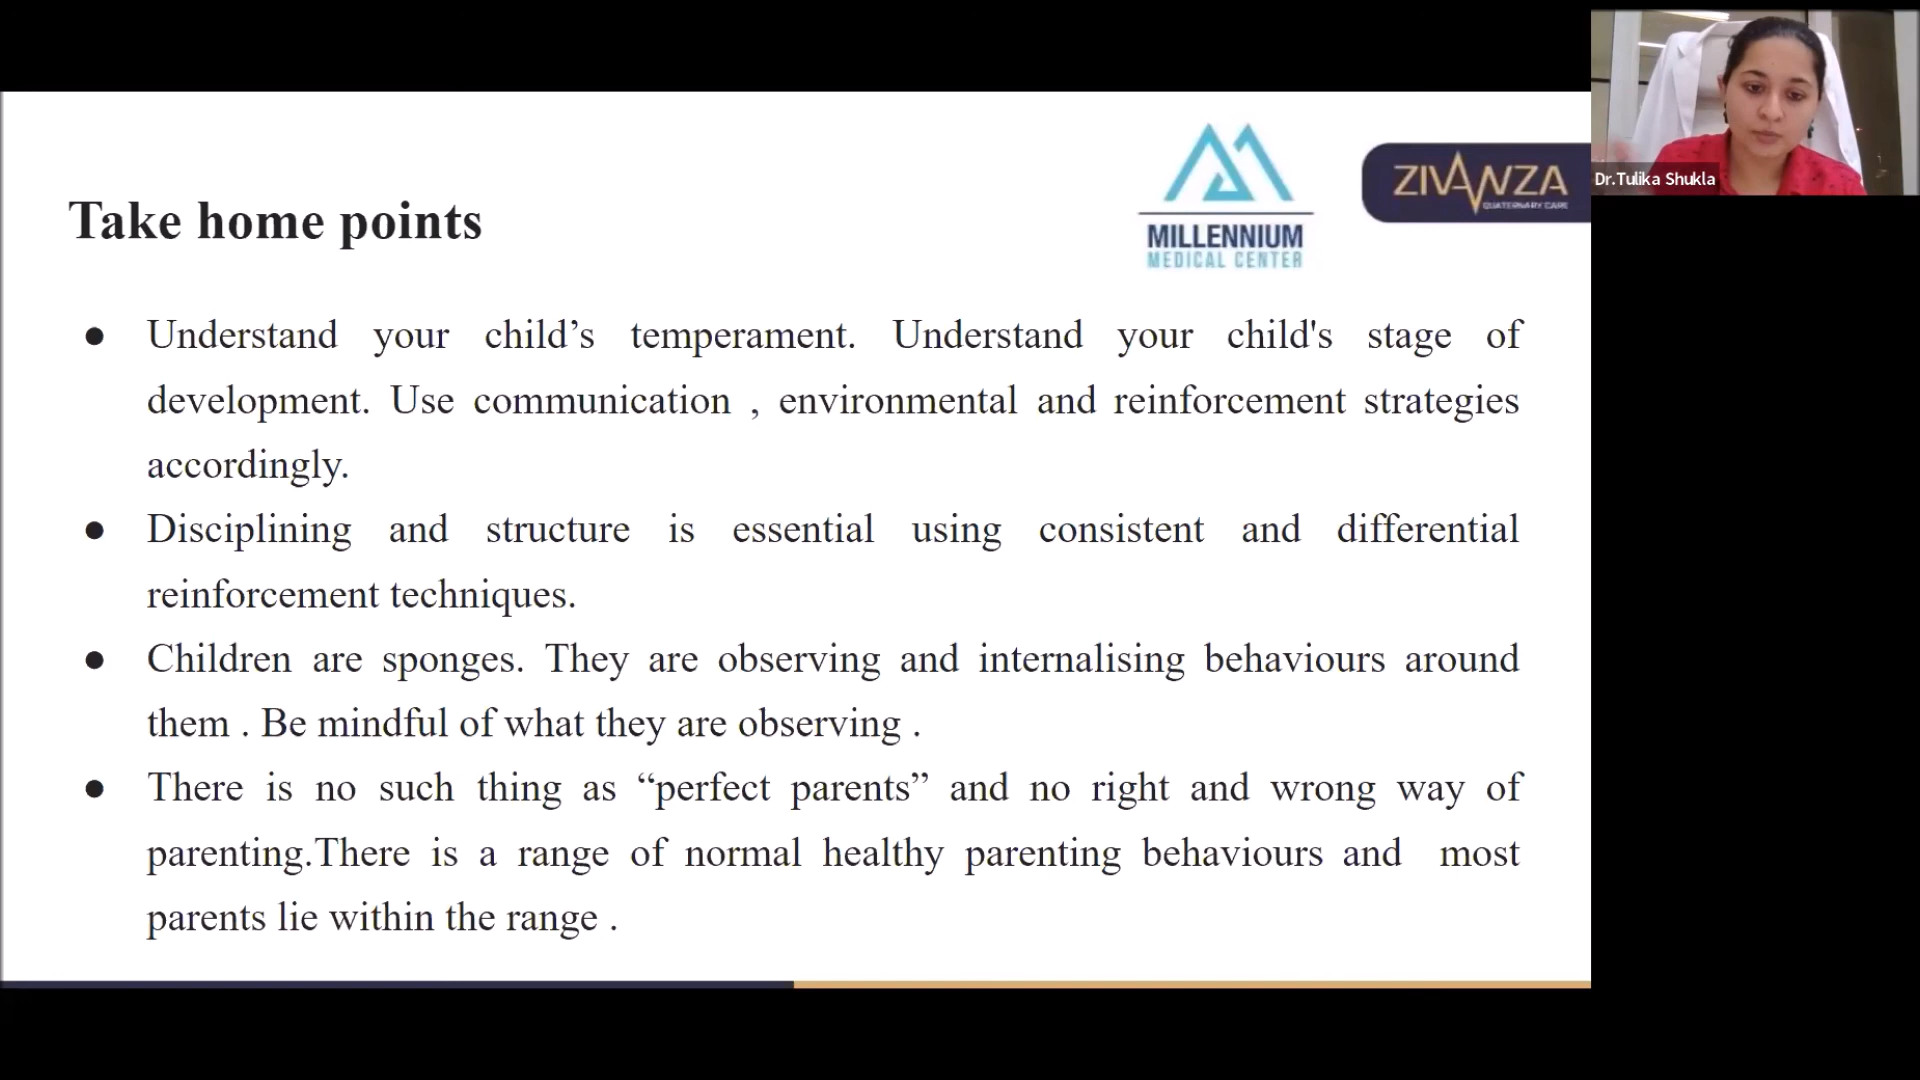 MILLENNIUM
MEDICAL CENTER
ZIVANZA
QUATERNARY CARE
Dr.Tulika Shukla
Take home points
● Understand your child’s temperament. Understand your child's stage of
development. Use communication , environmental and reinforcement strategies
accordingly.
● Disciplining and structure is essential using consistent and differential
reinforcement techniques.
● Children are sponges. They are observing and internalising behaviours around
them . Be mindful of what they are observing .
● There is no such thing as “perfect parents” and no right and wrong way of
parenting.There is a range of normal healthy parenting behaviours and  most
parents lie within the range .